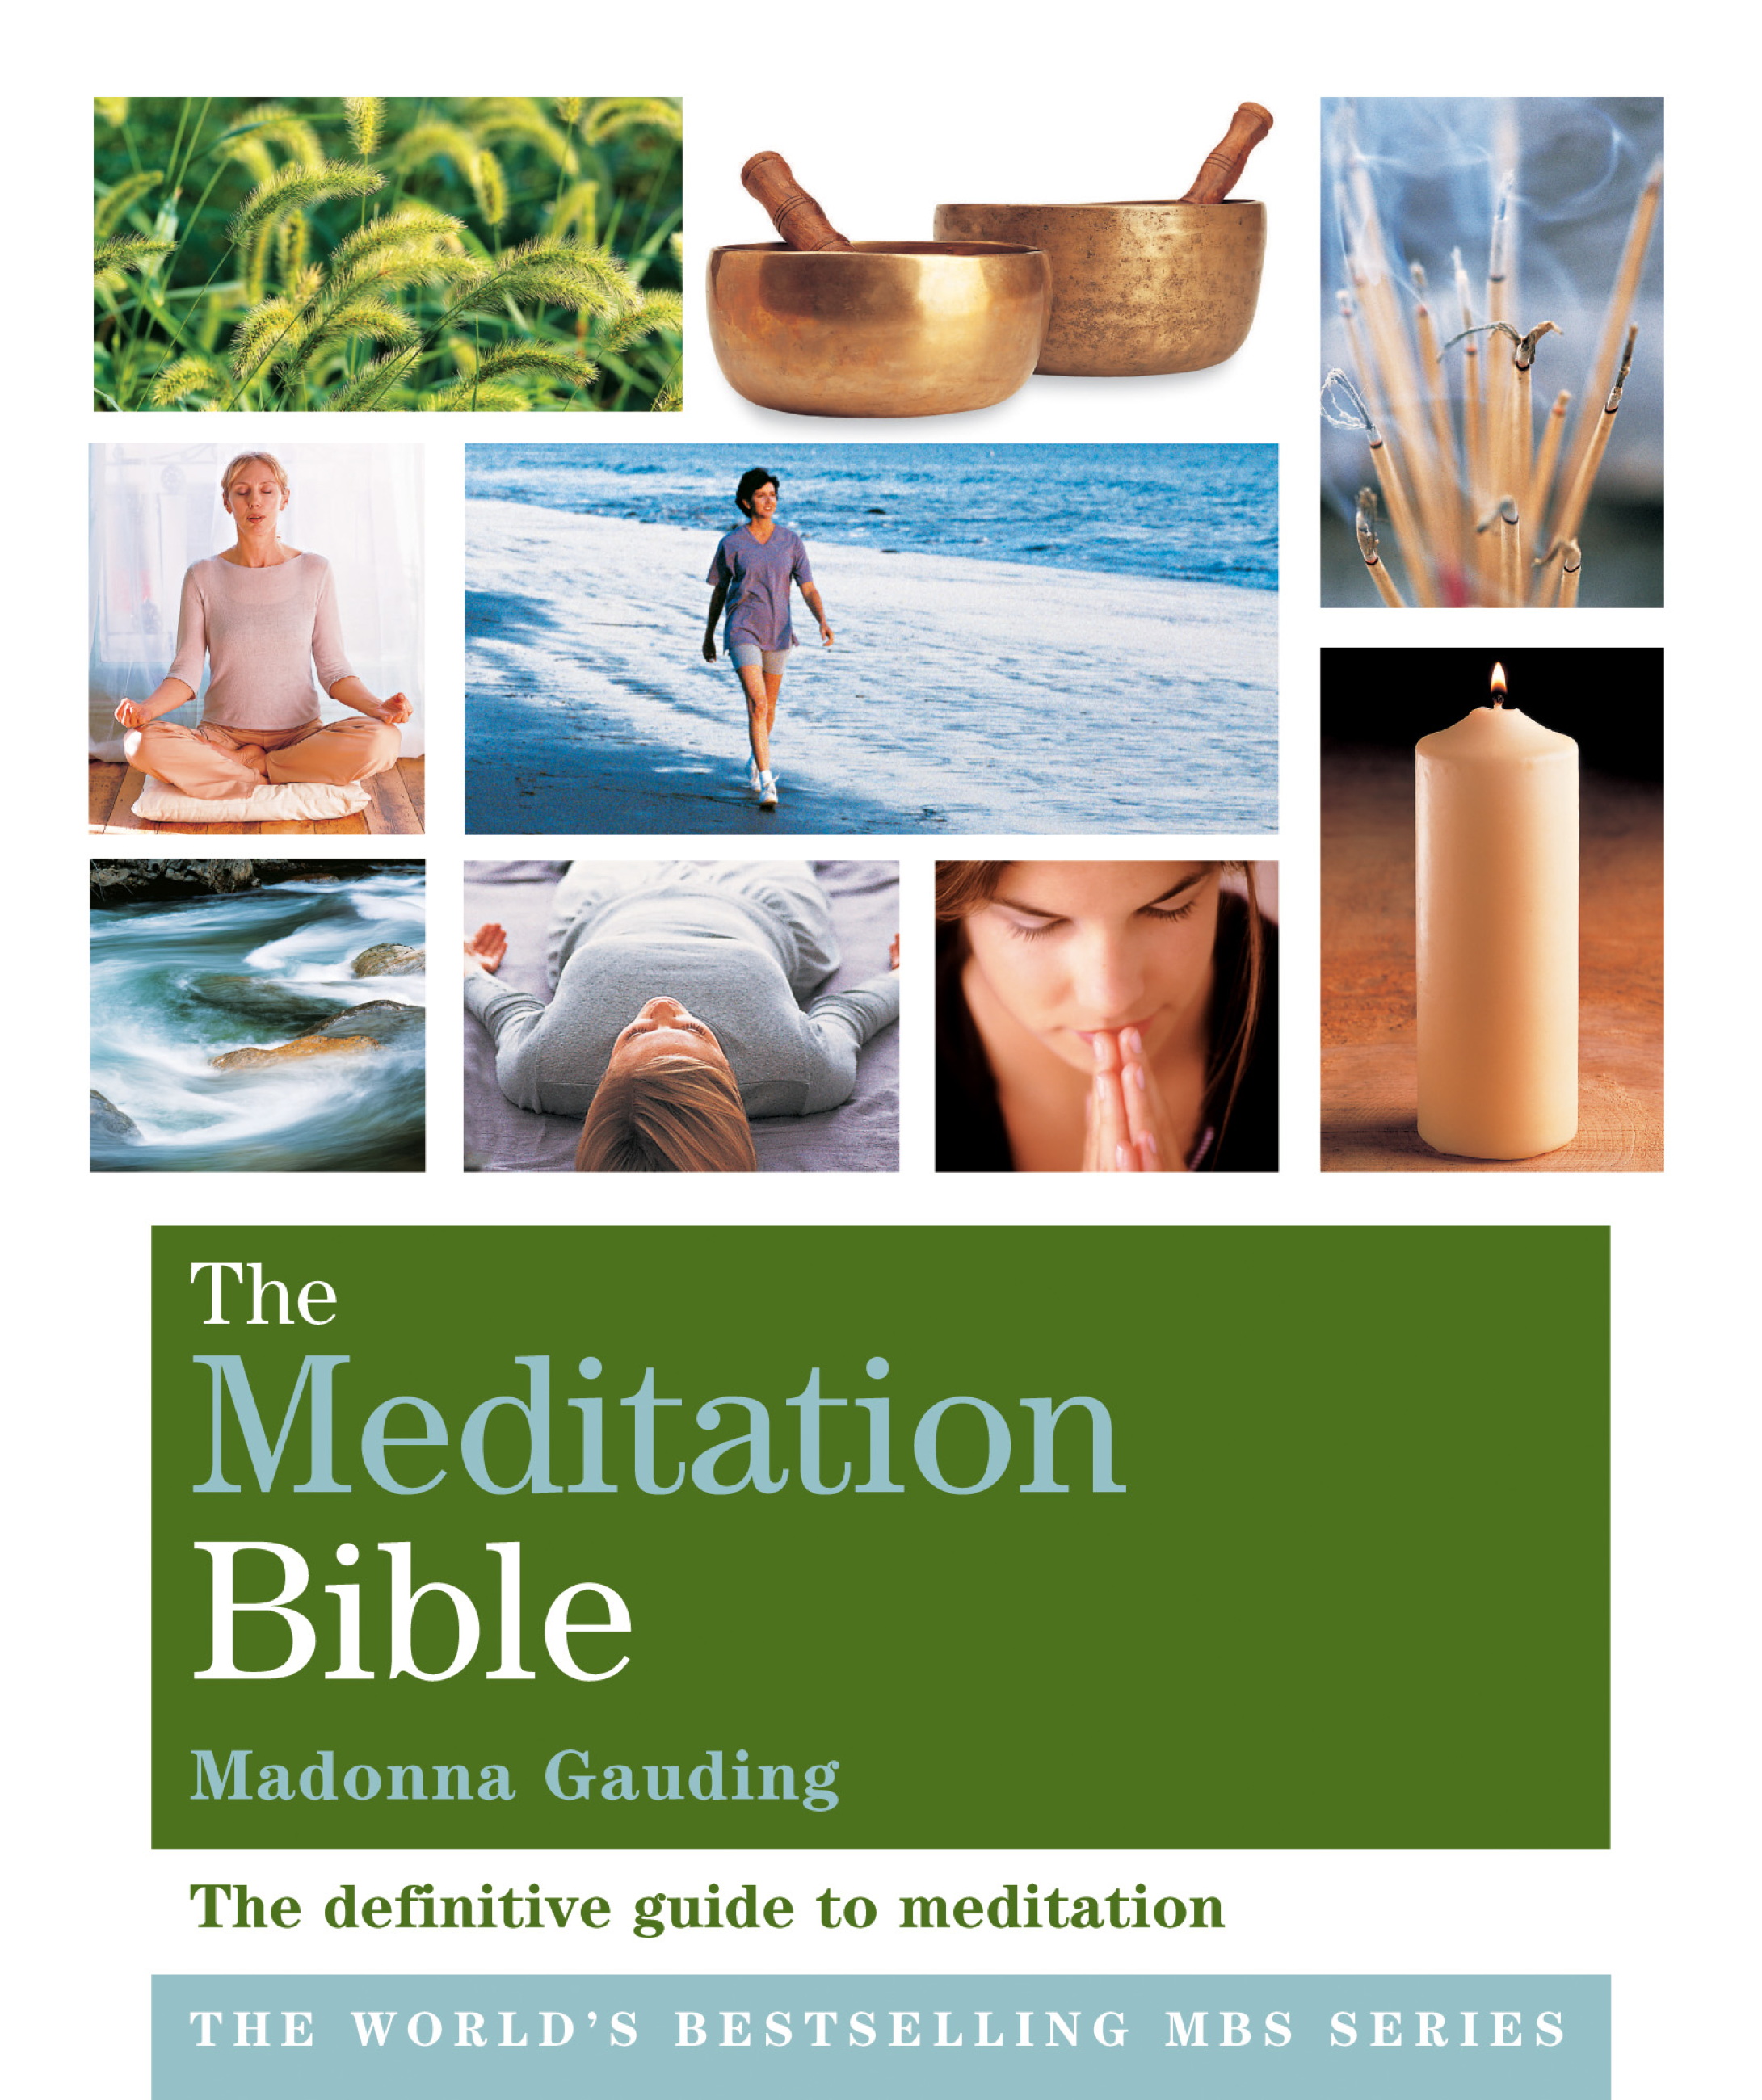 The
Meditation
Bible
Madonna Gauding
The definitive guide to meditation
THE WORLD'S BESTSELLING MBS SERIES